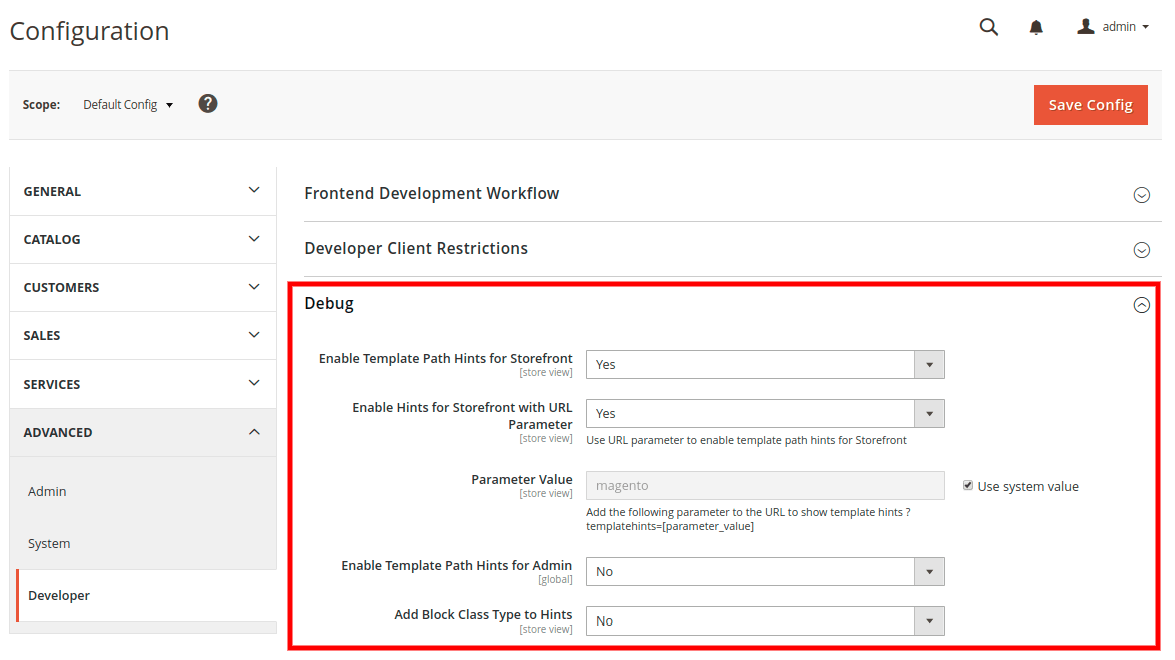 Configuration
admin
Scope:
Default Config
?
Save Config
GENERAL
CATALOG
CUSTOMERS
SALES
SERVICES
ADVANCED
Admin
System
Developer
Frontend Development Workflow
Developer Client Restrictions
Debug
Enable Template Path Hints for Storefront
[store view]
Yes
Enable Hints for Storefront with URL
Parameter
[store view]
Yes
Use URL parameter to enable template path hints for Storefront
Parameter Value
[store view]
magento
Use system value
Add the following parameter to the URL to show template hints ?
templatehints=[parameter_value]
Enable Template Path Hints for Admin
[global]
No
Add Block Class Type to Hints
[store view]
No